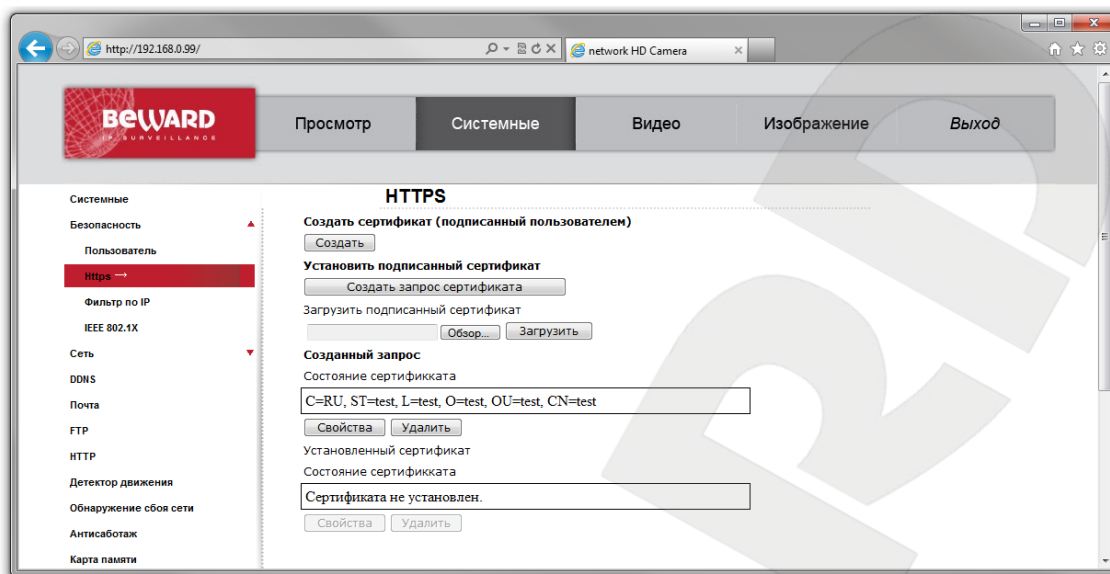 http://192.168.0.99/
network HD Camera
BEWARD
IP SURVEILLANCE
Просмотр
Системные
Видео
Изображение
Выход
Системные
Безопасность
Пользователь
Https →
Фильтр по IP
IEEE 802.1X
Сеть
DDNS
Почта
FTP
HTTP
Детектор движения
Обнаружение сбоя сети
Антисаботаж
Карта памяти
HTTPS
Создать сертификат (подписанный пользователем)
Создать
Установить подписанный сертификат
Создать запрос сертификата
Загрузить подписанный сертификат
Обзор... Загрузить
Созданный запрос
Состояние сертифкката
C=RU, ST=test, L=test, O=test, OU=test, CN=test
Свойства Удалить
Установленный сертификат
Состояние сертифкката
Сертификата не установлен.
Свойства Удалить